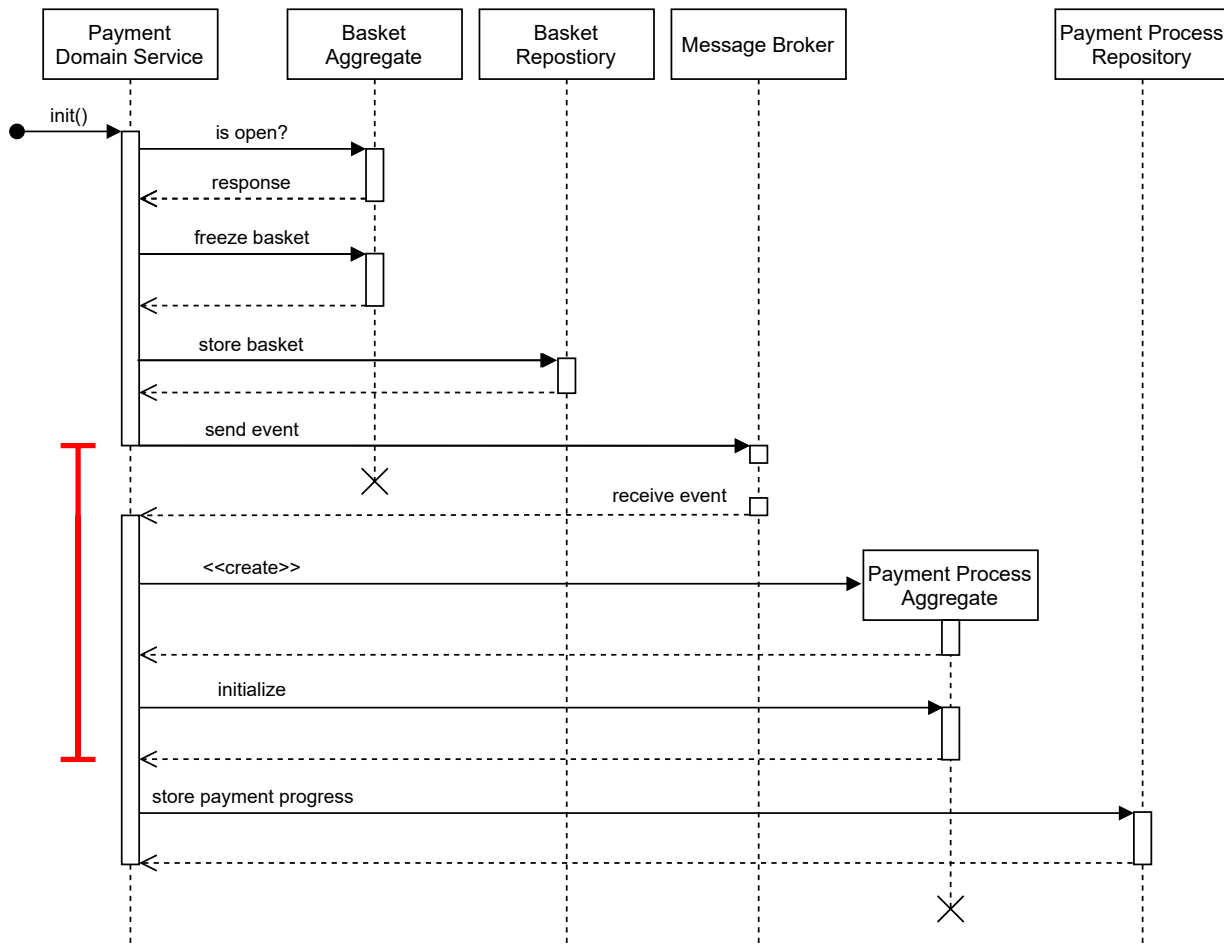 Payment
Domain Service
Basket
Aggregate
Basket
Repostiory
Message Broker
Payment Process
Repository
init()
is open?
response
freeze basket
store basket
send event
receive event
<<create>>
Payment Process
Aggregate
initialize
store payment progress